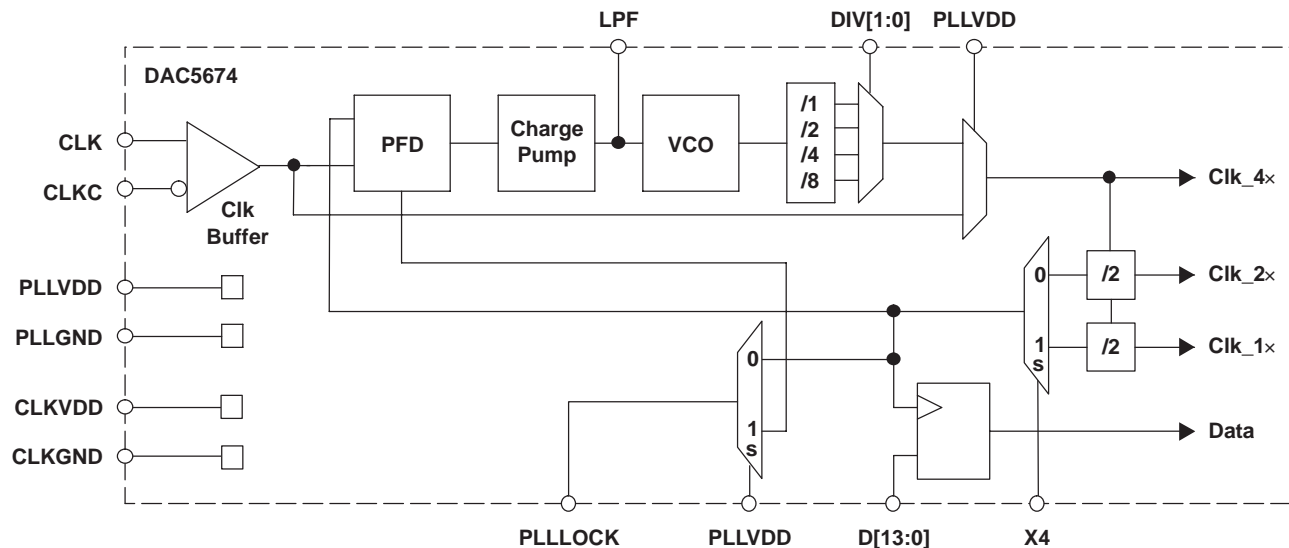 LPF
DIV[1:0]
PLLVDD
DAC5674
CLK
CLKC
Clk
Buffer
PFD
Charge
Pump
VCO
/1
/2
/4
/8
Clk_4×
PLLVDD
PLLGND
CLKVDD
CLKGND
0
/2
Clk_2×
1
s
/2
Clk_1×
0
1
s
Data
PLLLOCK
PLLVDD
D[13:0]
X4